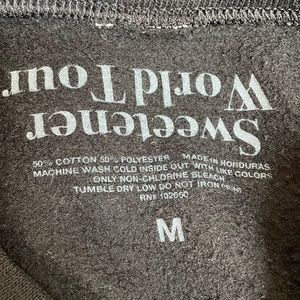 Sweetener
World Tour
50% COTTON 50% POLYESTER MADE IN HONDURAS
MACHINE WASH COLD INSIDE OUT WITH LIKE COLORS
ONLY NON-CHLORINE BLEACH
TUMBLE DRY LOW DO NOT IRON PRINT
RN# 102050
M